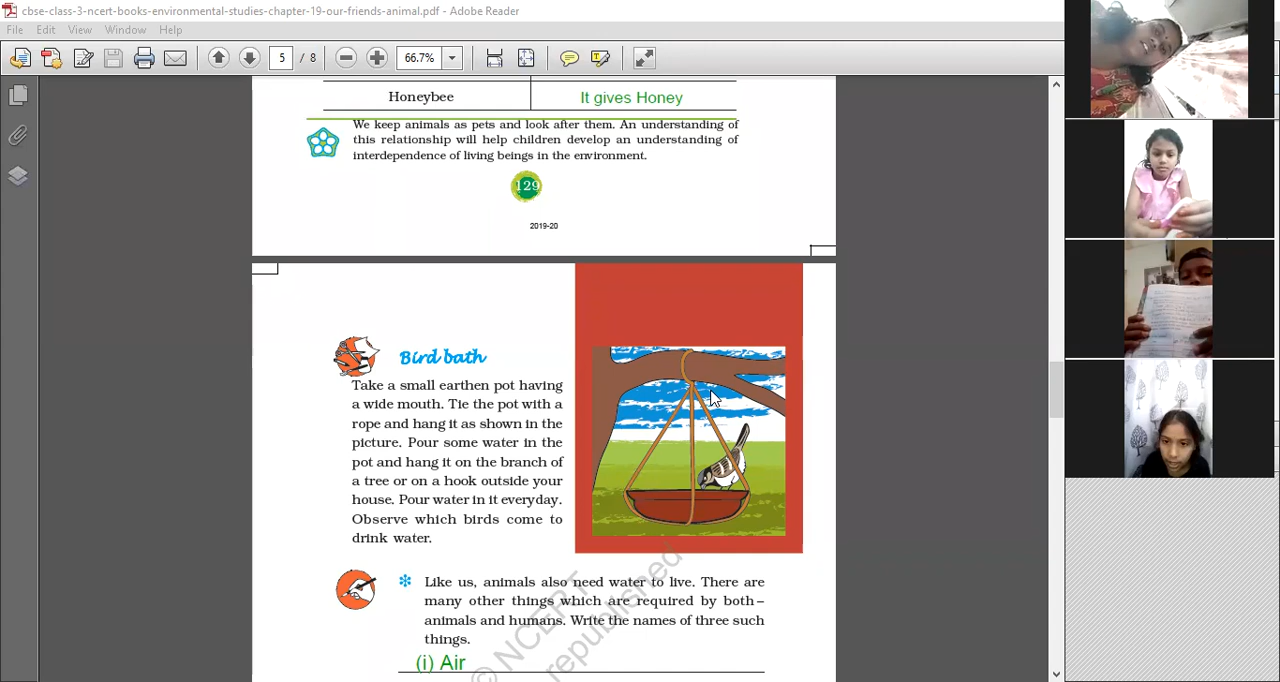 cbse-class-3-ncert-books-environmental-studies-chapter-19-our-friends-animal.pdf - Adobe Reader
File Edit View Window Help
5 / 8 66.7%
Honeybee It gives Honey
We keep animals as pets and look after them. An understanding of
this relationship will help children develop an understanding of
interdependence of living beings in the environment.
129
2019-20
Bird bath
Take a small earthen pot having
a wide mouth. Tie the pot with a
rope and hang it as shown in the
picture. Pour some water in the
pot and hang it on the branch of
a tree or on a hook outside your
house. Pour water in it everyday.
Observe which birds come to
drink water.
Like us, animals also need water to live. There are
many other things which are required by both–
animals and humans. Write the names of three such
things.
(i) Air
© NCERT
republished